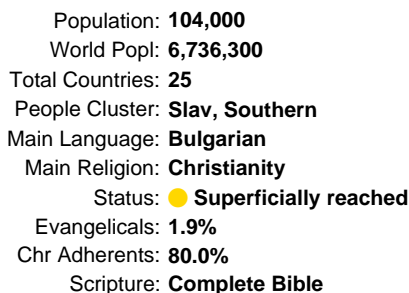 Population: 104,000
World Popl: 6,736,300
Total Countries: 25
People Cluster: Slav, Southern
Main Language: Bulgarian
Main Religion: Christianity
Status: Superficially reached
Evangelicals: 1.9%
Chr Adherents: 80.0%
Scripture: Complete Bible